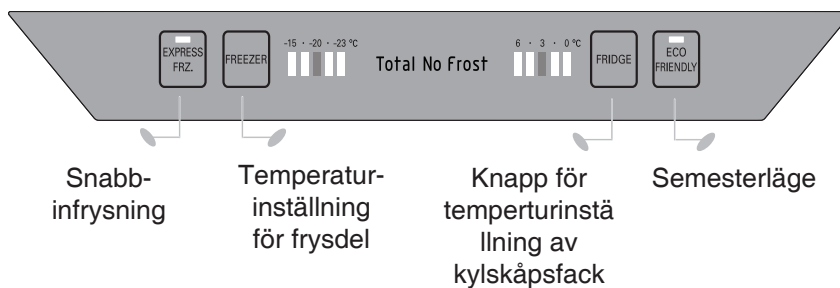 EXPRESS
FRZ.
FREEZER
-15 · -20 · -23 °C
Total No Frost
6 · 3 · 0 °C
FRIDGE
ECO
FRIENDLY
Snabb-
infrysning
Temperatur-
inställning
för frysdel
Knapp för
temperturinstä
llning av
kylskåpsfack
Semesterläge